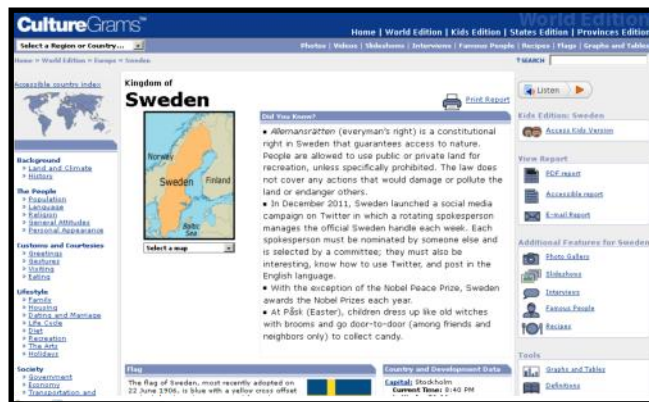 CultureGrams™
World Edition
Home | World Edition | Kids Edition | States Edition | Provinces Edition
Select a Region or Country...
Photos | Videos | Slideshows | Interviews | Famous People | Recipes | Flags | Graphs and Tables
Home » World Edition » Europe » Sweden
SEARCH
Accessible country index
Background
Land and Climate
History
The People
Population
Language
Religion
General Attitudes
Personal Appearance
Customs and Courtesies
Greetings
Gestures
Visiting
Eating
Lifestyle
Family
Housing
Dating and Marriage
Life Cycle
Diet
Recreation
The Arts
Holidays
Society
Government
Economy
Transportation and
Kingdom of
Sweden
Print Report
Norway
Sweden
Finland
Baltic
Sea
Select a map
Did You Know?
▪ Allemansrätten (everyman's right) is a constitutional
right in Sweden that guarantees access to nature.
People are allowed to use public or private land for
recreation, unless specifically prohibited. The law does
not cover any actions that would damage or pollute the
land or endanger others.
▪ In December 2011, Sweden launched a social media
campaign on Twitter in which a rotating spokesperson
manages the official Sweden handle each week. Each
spokesperson must be nominated by someone else and
is selected by a committee; they must also be
interesting, know how to use Twitter, and post in the
English language.
▪ With the exception of the Nobel Peace Prize, Sweden
awards the Nobel Prizes each year.
▪ At Påsk (Easter), children dress up like old witches
with brooms and go door-to-door (among friends and
neighbors only) to collect candy.
Flag
The flag of Sweden, most recently adopted on
22 June 1906, is blue with a yellow cross offset
Country and Development Data
Capital: Stockholm
Current Time: 8:40 PM
Listen
Kids Edition: Sweden
Access Kids Version
View Report
PDF report
Accessible report
E-mail Report
Additional Features for Sweden
Photo Gallery
Slideshows
Interviews
Famous People
Recipes
Tools
Graphs and Tables
Definitions